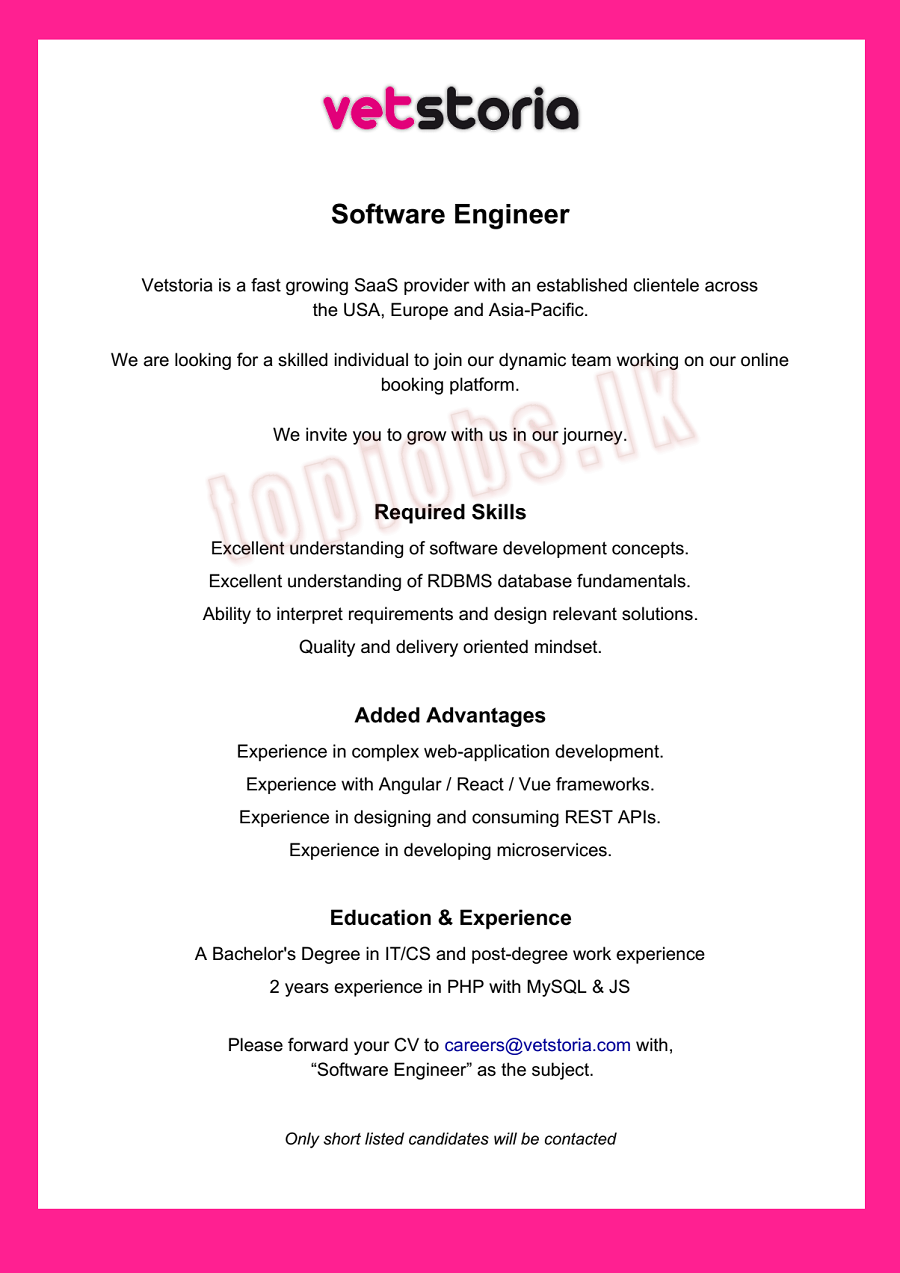 vetstoria
Software Engineer
Vetstoria is a fast growing SaaS provider with an established clientele across
the USA, Europe and Asia-Pacific.
We are looking for a skilled individual to join our dynamic team working on our online
booking platform.
We invite you to grow with us in our journey.
topjobs.lk
Required Skills
Excellent understanding of software development concepts.
Excellent understanding of RDBMS database fundamentals.
Ability to interpret requirements and design relevant solutions.
Quality and delivery oriented mindset.
Added Advantages
Experience in complex web-application development.
Experience with Angular / React / Vue frameworks.
Experience in designing and consuming REST APIs.
Experience in developing microservices.
Education & Experience
A Bachelor's Degree in IT/CS and post-degree work experience
2 years experience in PHP with MySQL & JS
Please forward your CV to careers@vetstoria.com with,
“Software Engineer” as the subject.
Only short listed candidates will be contacted